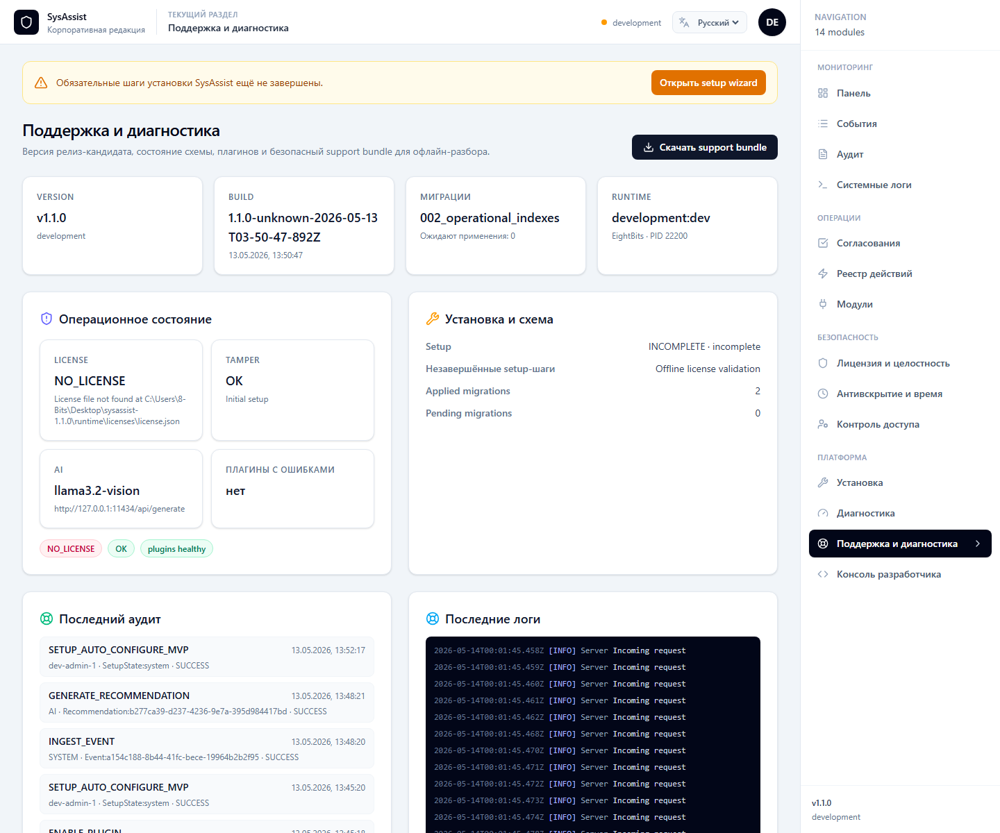 SysAssist
Корпоративная редакция
ТЕКУЩИЙ РАЗДЕЛ
Поддержка и диагностика
development
Русский
DE
Обязательные шаги установки SysAssist ещё не завершены.
Открыть setup wizard
Поддержка и диагностика
Версия релиз-кандидата, состояние схемы, плагинов и безопасный support bundle для офлайн-разбора.
Скачать support bundle
VERSION
v1.1.0
development
BUILD
1.1.0-unknown-2026-05-13
T03-50-47-892Z
13.05.2026, 13:50:47
МИГРАЦИИ
002_operational_indexes
Ожидают применения: 0
RUNTIME
development:dev
EightBits · PID 22200
Операционное состояние
LICENSE
NO_LICENSE
License file not found at C:\Users\8-
Bits\Desktop\sysassist-
1.1.0\runtime\licenses\license.json
TAMPER
OK
Initial setup
AI
llama3.2-vision
http://127.0.0.1:11434/api/generate
ПЛАГИНЫ С ОШИБКАМИ
нет
NO_LICENSE
OK
plugins healthy
Установка и схема
Setup
INCOMPLETE · incomplete
Незавершённые setup-шаги
Offline license validation
Applied migrations
2
Pending migrations
0
Последний аудит
SETUP_AUTO_CONFIGURE_MVP
13.05.2026, 13:52:17
dev-admin-1 · SetupState:system · SUCCESS
GENERATE_RECOMMENDATION
13.05.2026, 13:48:21
AI · Recommendation:b277ca39-d237-4236-9e7a-395d984417bd · SUCCESS
INGEST_EVENT
13.05.2026, 13:48:20
SYSTEM · Event:a154c188-8b44-41fc-bece-19964b2b2f95 · SUCCESS
SETUP_AUTO_CONFIGURE_MVP
13.05.2026, 13:45:20
dev-admin-1 · SetupState:system · SUCCESS
ENABLE_PLUGIN
13.05.2026, 13:45:18
Последние логи
2026-05-14T00:01:45.458Z [INFO] Server Incoming request
2026-05-14T00:01:45.459Z [INFO] Server Incoming request
2026-05-14T00:01:45.460Z [INFO] Server Incoming request
2026-05-14T00:01:45.461Z [INFO] Server Incoming request
2026-05-14T00:01:45.462Z [INFO] Server Incoming request
2026-05-14T00:01:45.468Z [INFO] Server Incoming request
2026-05-14T00:01:45.470Z [INFO] Server Incoming request
2026-05-14T00:01:45.471Z [INFO] Server Incoming request
2026-05-14T00:01:45.472Z [INFO] Server Incoming request
2026-05-14T00:01:45.473Z [INFO] Server Incoming request
2026-05-14T00:01:45.474Z [INFO] Server Incoming request
NAVIGATION
14 modules
МОНИТОРИНГ
Панель
События
Аудит
Системные логи
ОПЕРАЦИИ
Согласования
Реестр действий
Модули
БЕЗОПАСНОСТЬ
Лицензия и целостность
Антивскрытие и время
Контроль доступа
ПЛАТФОРМА
Установка
Диагностика
Поддержка и диагностика
Консоль разработчика
v1.1.0
development